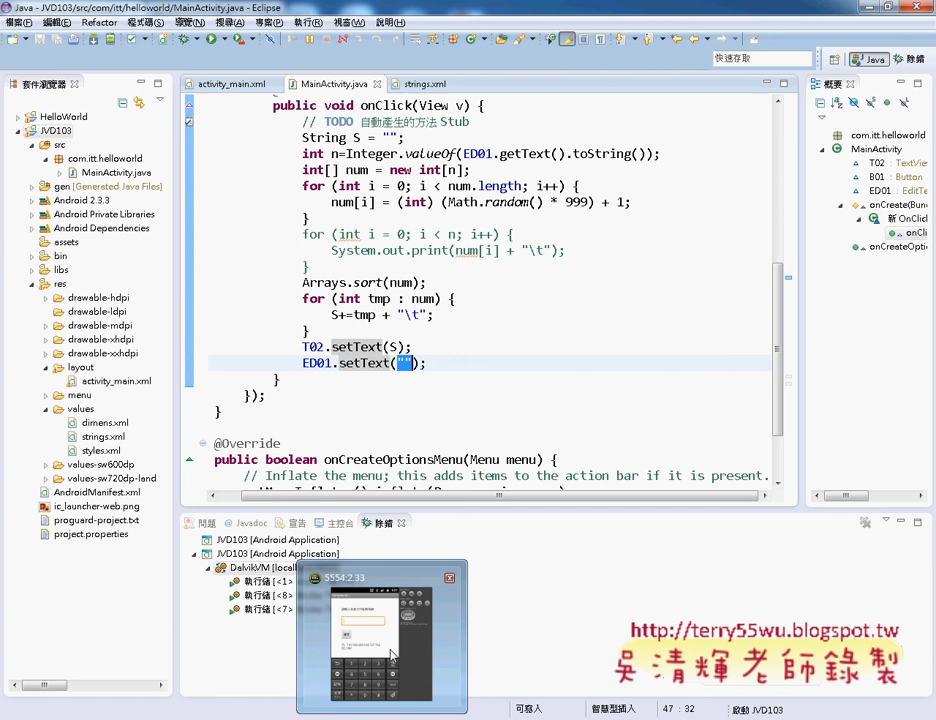 Java - JVD103/src/com/itt/helloworld/MainActivity.java - Eclipse
檔案(F) 編輯(E) Refactor 程式碼(S) 導覽(N) 搜尋(A) 專案(P) 執行(R) 視窗(W) 說明(H)
快速存取
Java
除錯
套件瀏覽器
HelloWorld
JVD103
src
com.itt.helloworld
MainActivity.java
gen [Generated Java Files]
Android 2.3.3
Android Private Libraries
Android Dependencies
assets
bin
libs
res
drawable-hdpi
drawable-ldpi
drawable-mdpi
drawable-xhdpi
drawable-xxhdpi
layout
activity_main.xml
menu
values
dimens.xml
strings.xml
styles.xml
values-sw600dp
values-sw720dp-land
AndroidManifest.xml
ic_launcher-web.png
proguard-project.txt
project.properties
activity_main.xml
MainActivity.java
strings.xml
public void onClick(View v) {
// TODO 自動產生的方法 Stub
String S = "";
int n=Integer.valueOf(ED01.getText().toString());
int[] num = new int[n];
for (int i = 0; i < num.length; i++) {
num[i] = (int) (Math.random() * 999) + 1;
}
for (int i = 0; i < n; i++) {
System.out.print(num[i] + "\t");
}
Arrays.sort(num);
for (int tmp : num) {
S+=tmp + "\t";
}
T02.setText(S);
ED01.setText("");
}
});
}
@Override
public boolean onCreateOptionsMenu(Menu menu) {
// Inflate the menu; this adds items to the action bar if it is present.
概要
com.itt.helloworld
MainActivity
T02 : TextVie
B01 : Button
ED01 : EditTe
onCreate(Bun
新 OnClic
onCli
onCreateOpti
問題
Javadoc
宣告
主控台
除錯
JVD103 [Android Application]
JVD103 [Android Application]
DalvikVM [local
執行緒 [<1>
執行緒 [<8>
執行緒 [<7>
5554:2.33
http://terry55wu.blogspot.tw
吳清輝老師錄製
可寫入
智慧型插入
47 : 32
啟動 JVD103